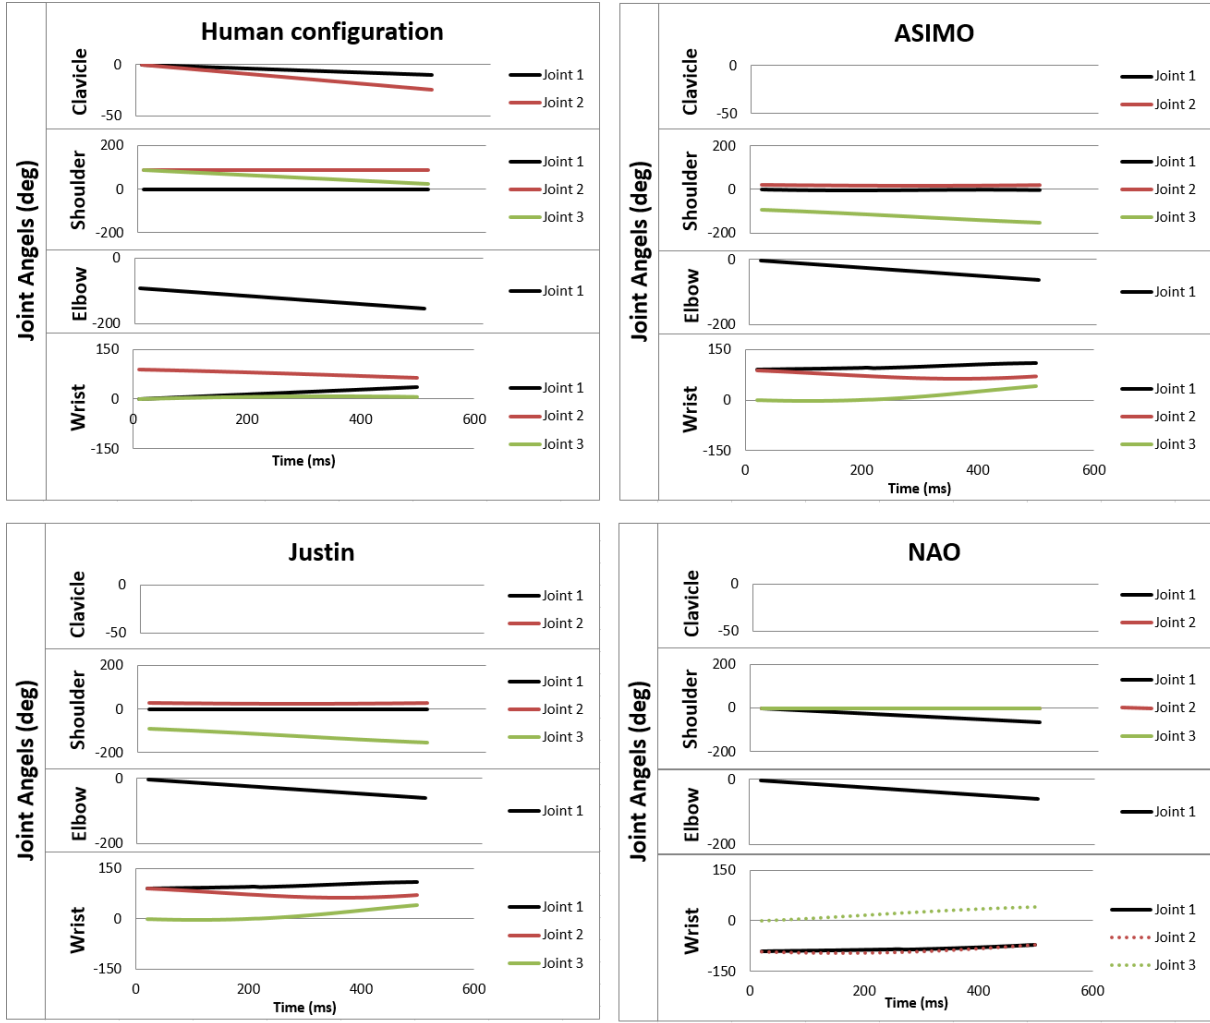 Human configuration
Joint Angels (deg)
Clavicle
0
-50
Joint 1
Joint 2
Shoulder
200
0
-200
Joint 1
Joint 2
Joint 3
Elbow
0
-200
Joint 1
Wrist
150
0
-150
0
200
400
600
Time (ms)
Joint 1
Joint 2
Joint 3
ASIMO
Joint Angels (deg)
Clavicle
0
-50
Joint 1
Joint 2
Shoulder
200
0
-200
Joint 1
Joint 2
Joint 3
Elbow
0
-200
Joint 1
Wrist
150
0
-150
0
200
400
600
Time (ms)
Joint 1
Joint 2
Joint 3
Justin
Joint Angels (deg)
Clavicle
0
-50
Joint 1
Joint 2
Shoulder
200
0
-200
Joint 1
Joint 2
Joint 3
Elbow
0
-200
Joint 1
Wrist
150
0
-150
0
200
400
600
Time (ms)
Joint 1
Joint 2
Joint 3
NAO
Joint Angels (deg)
Clavicle
0
-50
Joint 1
Joint 2
Shoulder
200
0
-200
Joint 1
Joint 2
Joint 3
Elbow
0
-200
Joint 1
Wrist
150
0
-150
0
200
400
600
Time (ms)
Joint 1
Joint 2
Joint 3